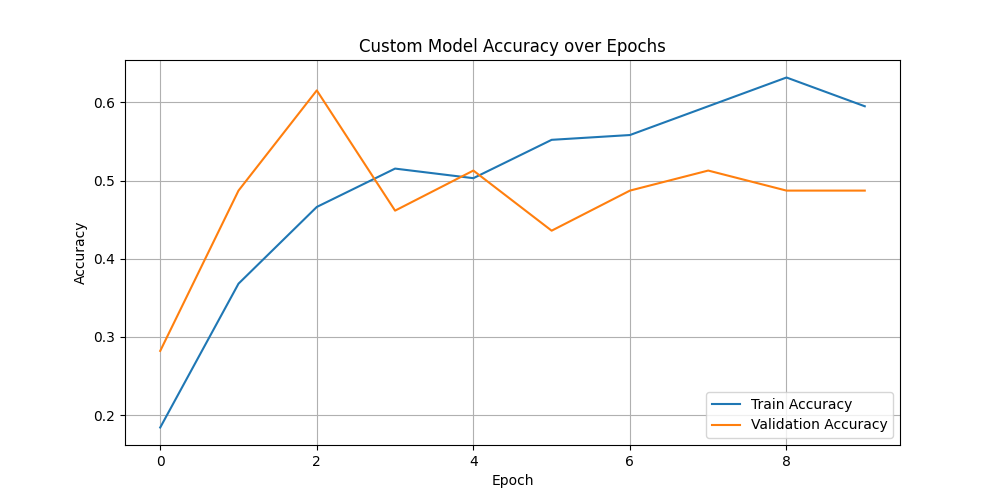 Custom Model Accuracy over Epochs
Accuracy
0.6
0.5
0.4
0.3
0.2
0 2 4 6 8
Epoch
Train Accuracy
Validation Accuracy